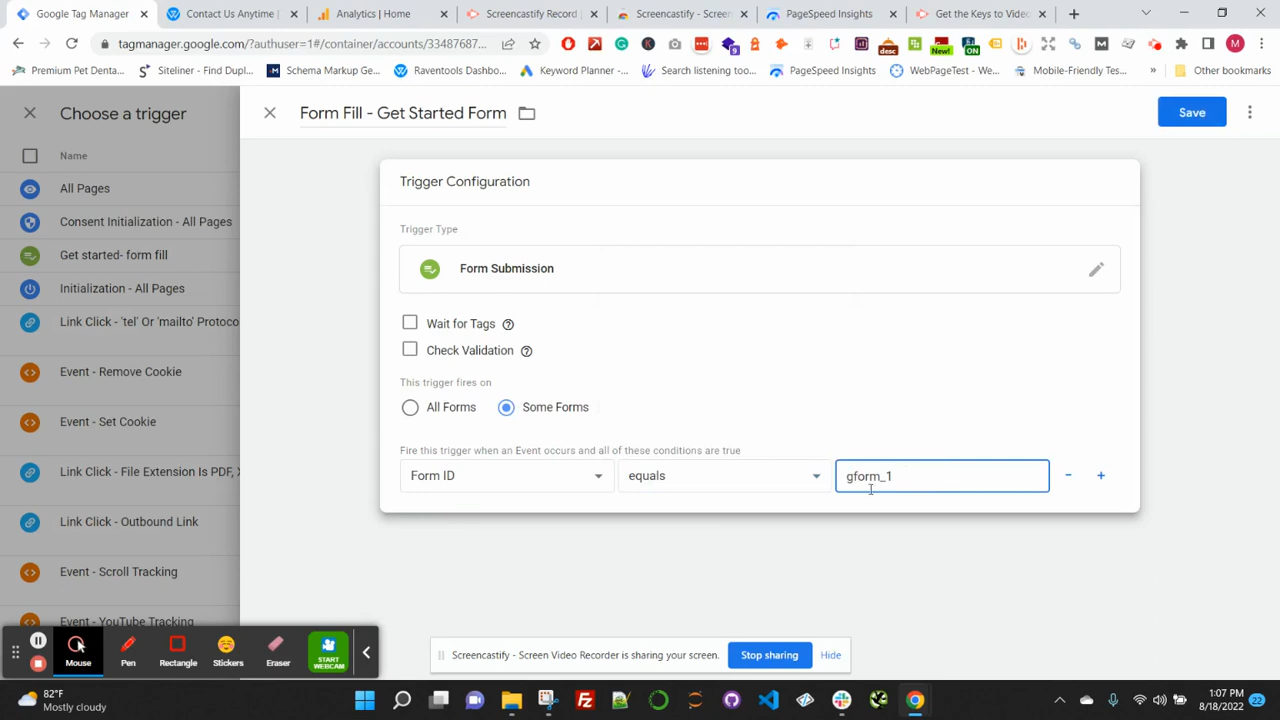 Google Tag Manager
Contact Us Anytime |
Analytics | Home
Screencastify Record |
Screencastify - Screen
PageSpeed Insights
Get the Keys to Video
tagmanager.google.com/?authuser=1#/container/accounts/33487687...
New!
desc
ON
9
M
Premium Pet Denta...
Siteliner - Find Dupl...
Schema Markup Ge...
Raventools Dashbo...
Keyword Planner -...
Search listening too...
PageSpeed Insights
WebPageTest - We...
Mobile-Friendly Tes...
»
Other bookmarks
Choose a trigger
Form Fill - Get Started Form
Save
Name
All Pages
Consent Initialization - All Pages
Get started- form fill
Initialization - All Pages
Link Click - 'tel' Or 'mailto' Protoco
Event - Remove Cookie
Event - Set Cookie
Link Click - File Extension Is PDF, X
Link Click - Outbound Link
Event - Scroll Tracking
Event - YouTube Tracking
Trigger Configuration
Trigger Type
Form Submission
Wait for Tags
Check Validation
This trigger fires on
All Forms
Some Forms
Fire this trigger when an Event occurs and all of these conditions are true
Form ID
equals
gform_1
- +
Mouse
Pen
Rectangle
Stickers
Eraser
START
WEBCAM
Screencastify - Screen Video Recorder is sharing your screen.
Stop sharing
Hide
82°F
Mostly cloudy
1:07 PM
8/18/2022
22